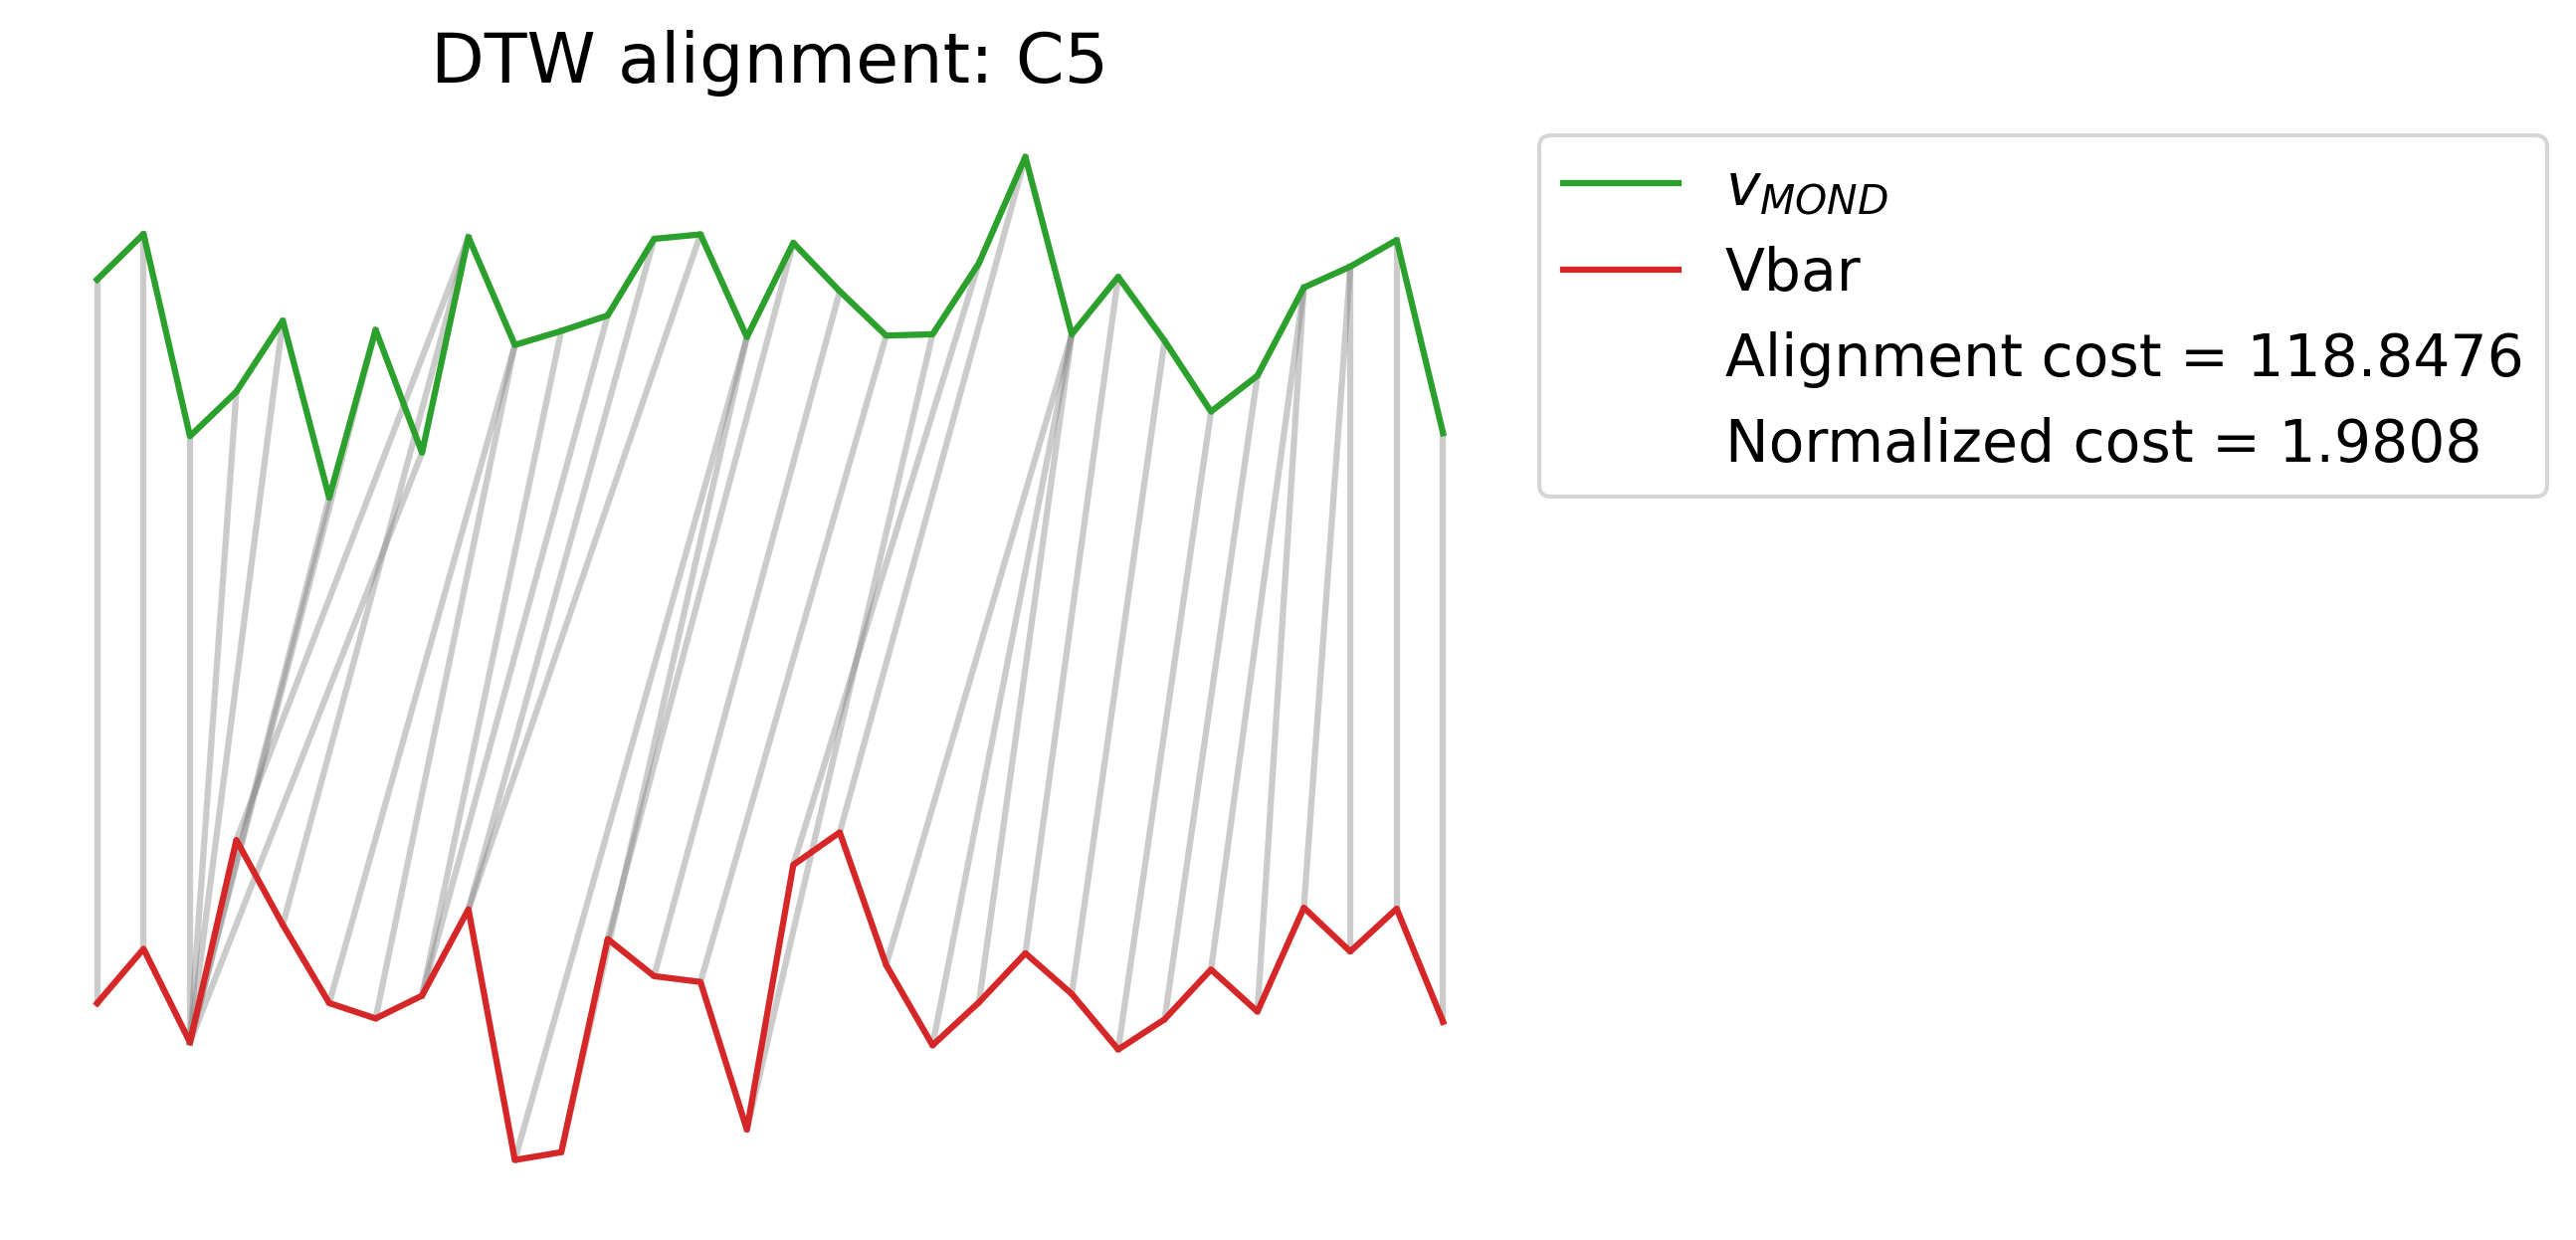 DTW alignment: C5
v_MOND
Vbar
Alignment cost = 118.8476
Normalized cost = 1.9808